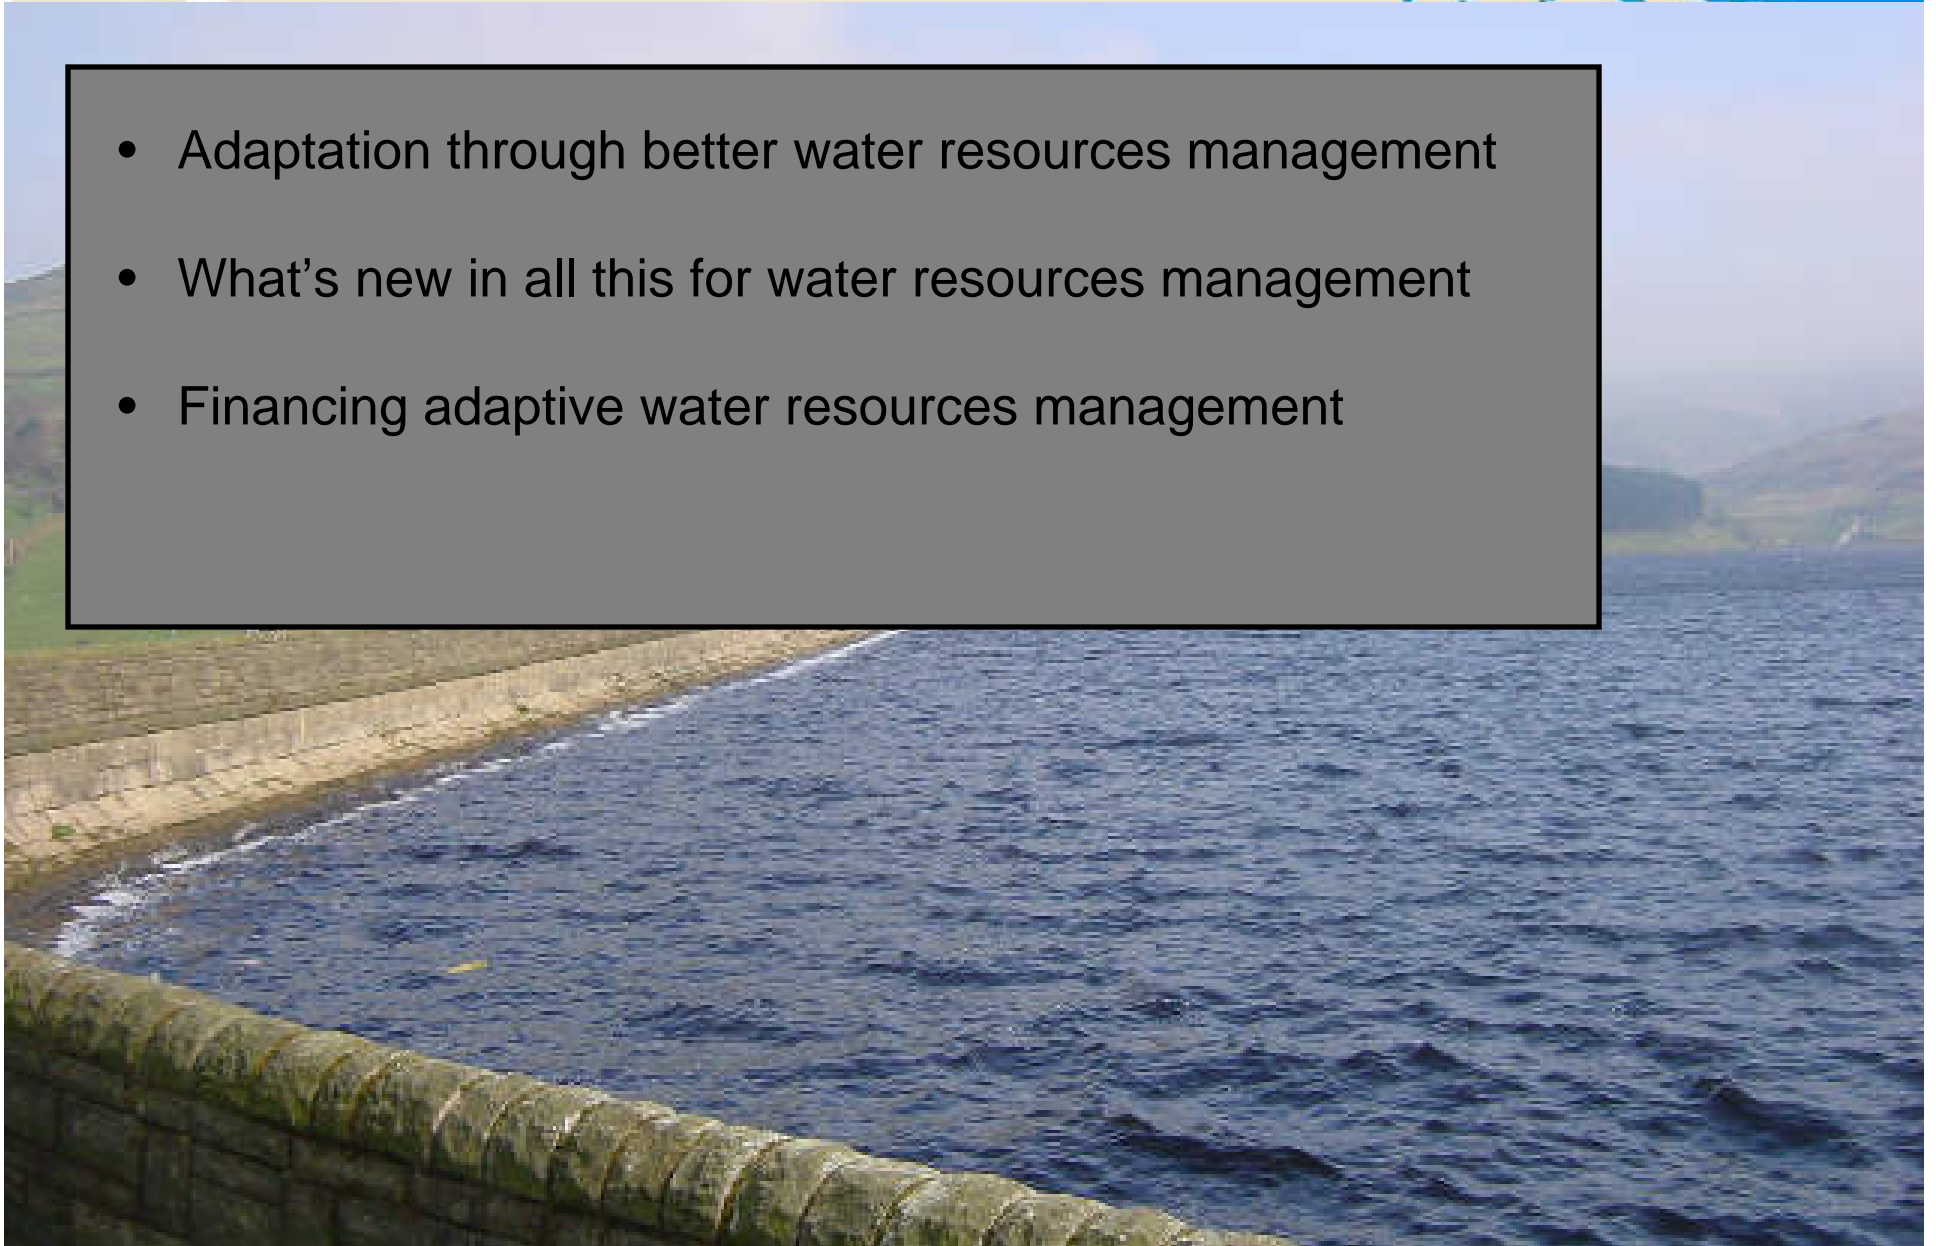 • Adaptation through better water resources management
• What’s new in all this for water resources management
• Financing adaptive water resources management